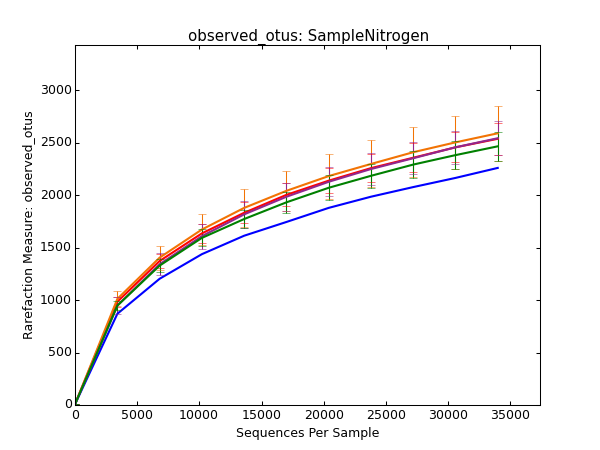 observed_otus: SampleNitrogen
3000
2500
2000
1500
1000
500
0
Rarefaction Measure: observed_otus
0 5000 10000 15000 20000 25000 30000 35000
Sequences Per Sample